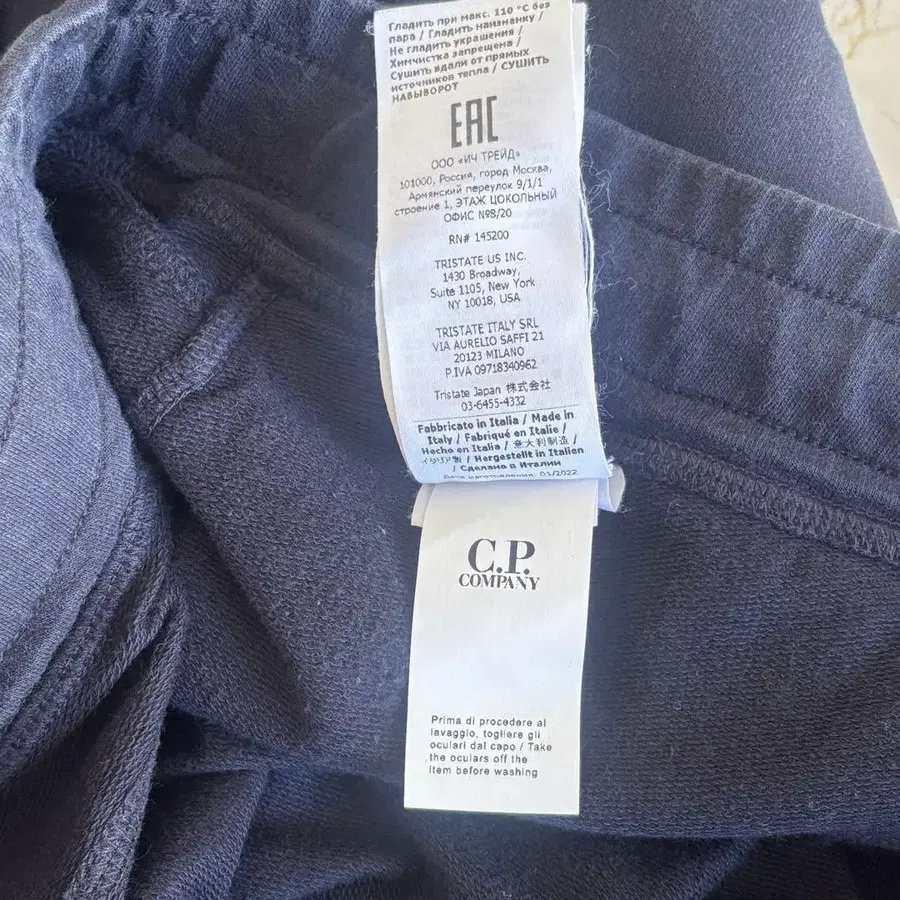 Гладить при макс. 110 °C без
пара / Гладить наизнанку /
Не гладить украшения /
Химчистка запрещена /
Сушить вдали от прямых
источников тепла / СУШИТЬ
НАВЫВОРОТ
EAC
ООО «ИЧ ТРЕЙД»
101000, Россия, город Москва,
Армянский переулок 9/1/1
строение 1, ЭТАЖ ЦОКОЛЬНЫЙ
ОФИС №8/20
RN# 145200
TRISTATE US INC.
1430 Broadway,
Suite 1105, New York
NY 10018, USA
TRISTATE ITALY SRL
VIA AURELIO SAFFI 21
20123 MILANO
P.IVA 09718340962
Tristate Japan 株式会社
03-6455-4332
Fabbricato in Italia / Made in
Italy / Fabriqué en Italie /
Hecho en Italia / 意大利制造 /
イタリア製 / Hergestellt in Italien
/ Сделано в Италии
Дата изготовления: 01/2022
C.P.
COMPANY
Prima di procedere al
lavaggio, togliere gli
oculari dal capo / Take
the oculars off the
item before washing